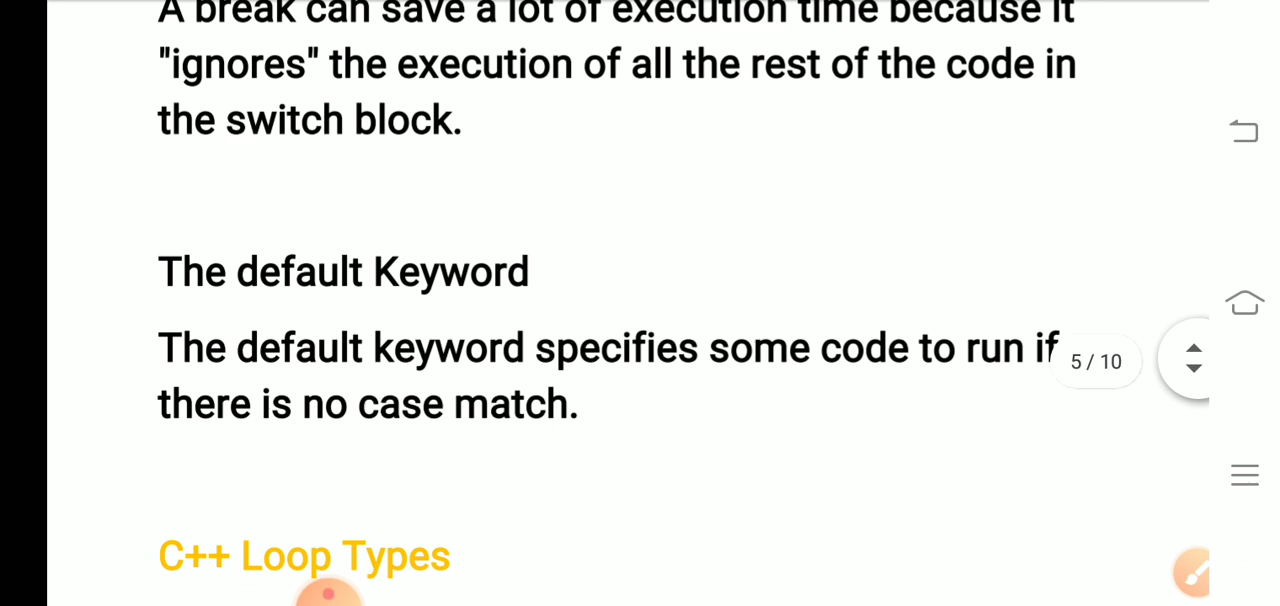 A break can save a lot of execution time because it
"ignores" the execution of all the rest of the code in
the switch block.
The default Keyword
The default keyword specifies some code to run if
there is no case match.
5 / 10
C++ Loop Types